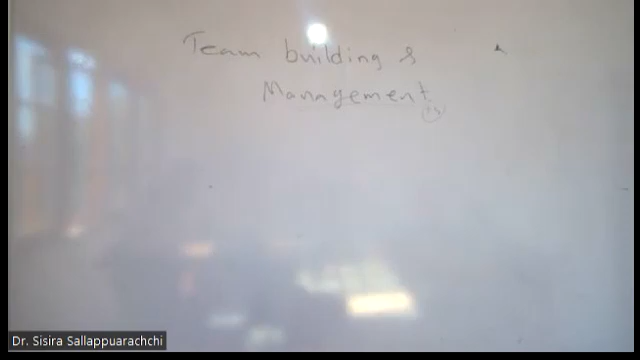 Team building &
Management
Dr. Sisira Sallappuarachchi